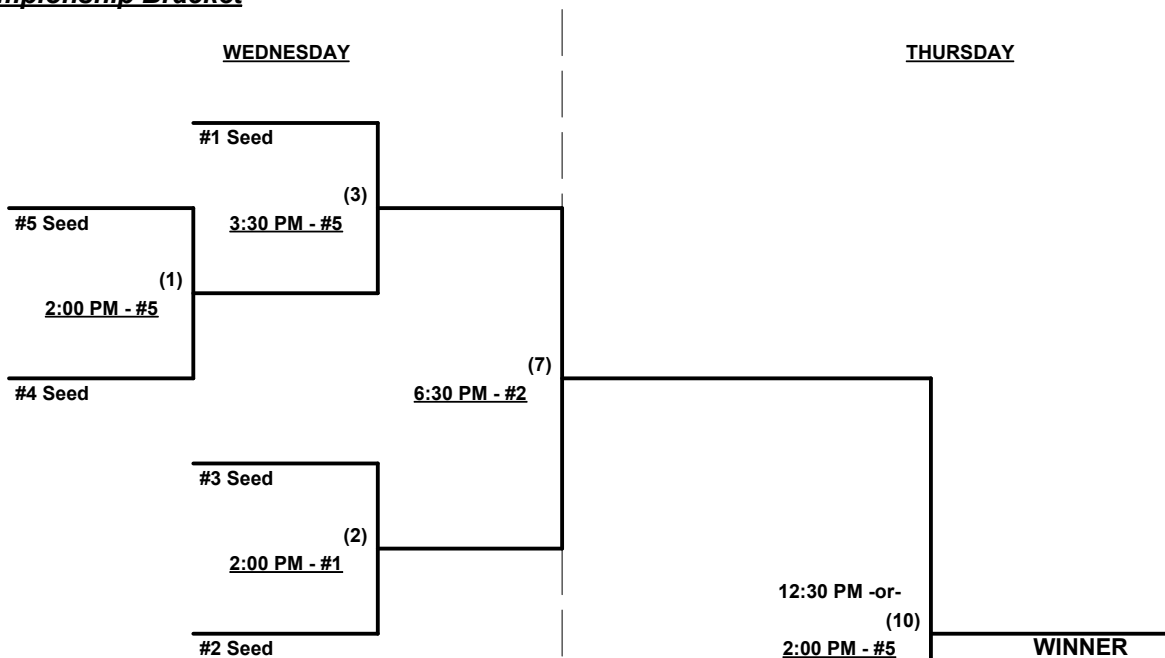 mpionship Bracket
WEDNESDAY
THURSDAY
#1 Seed
(3)
3:30 PM - #5
#5 Seed
(1)
2:00 PM - #5
#4 Seed
(7)
6:30 PM - #2
#3 Seed
(2)
2:00 PM - #1
#2 Seed
12:30 PM -or-
(10)
2:00 PM - #5
WINNER